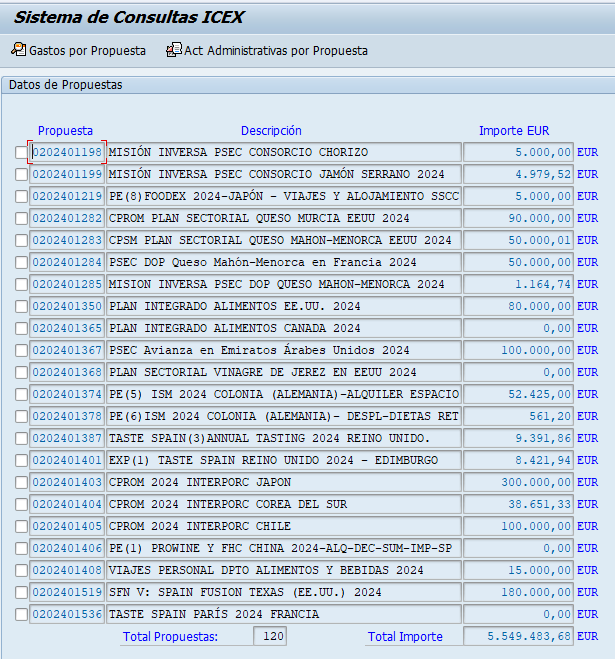 Sistema de Consultas ICEX
Gastos por Propuesta Act Administrativas por Propuesta
Datos de Propuestas
Propuesta Descripción Importe EUR
0202401198 MISIÓN INVERSA PSEC CONSORCIO CHORIZO 5.000,00 EUR
0202401199 MISIÓN INVERSA PSEC CONSORCIO JAMÓN SERRANO 2024 4.979,52 EUR
0202401219 PE(8)FOODEX 2024-JAPÓN - VIAJES Y ALOJAMIENTO SSCC 5.000,00 EUR
0202401282 CPROM PLAN SECTORIAL QUESO MURCIA EEUU 2024 90.000,00 EUR
0202401283 CPSM PLAN SECTORIAL QUESO MAHON-MENORCA EEUU 2024 50.000,01 EUR
0202401284 PSEC DOP Queso Mahón-Menorca en Francia 2024 50.000,00 EUR
0202401285 MISION INVERSA PSEC DOP QUESO MAHON-MENORCA 2024 1.164,74 EUR
0202401350 PLAN INTEGRADO ALIMENTOS EE.UU. 2024 80.000,00 EUR
0202401365 PLAN INTEGRADO ALIMENTOS CANADA 2024 0,00 EUR
0202401367 PSEC Avianza en Emiratos Árabes Unidos 2024 100.000,00 EUR
0202401368 PLAN SECTORIAL VINAGRE DE JEREZ EN EEUU 2024 0,00 EUR
0202401374 PE(5) ISM 2024 COLONIA (ALEMANIA)-ALQUILER ESPACIO 52.425,00 EUR
0202401378 PE(6)ISM 2024 COLONIA (ALEMANIA)- DESPL-DIETAS RET 561,20 EUR
0202401387 TASTE SPAIN(3)ANNUAL TASTING 2024 REINO UNIDO. 9.391,86 EUR
0202401401 EXP(1) TASTE SPAIN REINO UNIDO 2024 - EDIMBURGO 8.421,94 EUR
0202401403 CPROM 2024 INTERPORC JAPON 300.000,00 EUR
0202401404 CPROM 2024 INTERPORC COREA DEL SUR 38.651,33 EUR
0202401405 CPROM 2024 INTERPORC CHILE 100.000,00 EUR
0202401406 PE(1) PROWINE Y FHC CHINA 2024-ALQ-DEC-SUM-IMP-SP 0,00 EUR
0202401408 VIAJES PERSONAL DPTO ALIMENTOS Y BEBIDAS 2024 15.000,00 EUR
0202401519 SFN V: SPAIN FUSION TEXAS (EE.UU.) 2024 180.000,00 EUR
0202401536 TASTE SPAIN PARÍS 2024 FRANCIA 0,00 EUR
Total Propuestas: 120 Total Importe 5.549.483,68 EUR